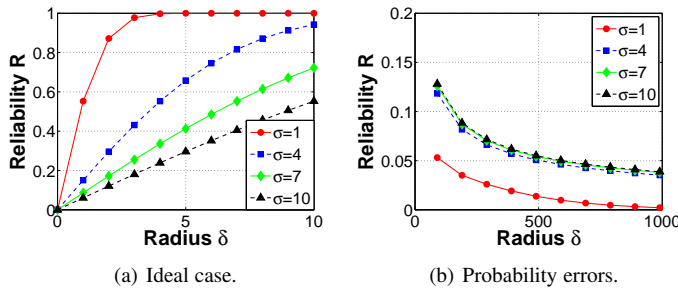 1
0.8
0.6
0.4
0.2
0
0
5
10
Reliability R
Radius δ
σ=1
σ=4
σ=7
σ=10
(a) Ideal case.
0.2
0.15
0.1
0.05
0
0
500
1000
Reliability R
Radius δ
σ=1
σ=4
σ=7
σ=10
(b) Probability errors.